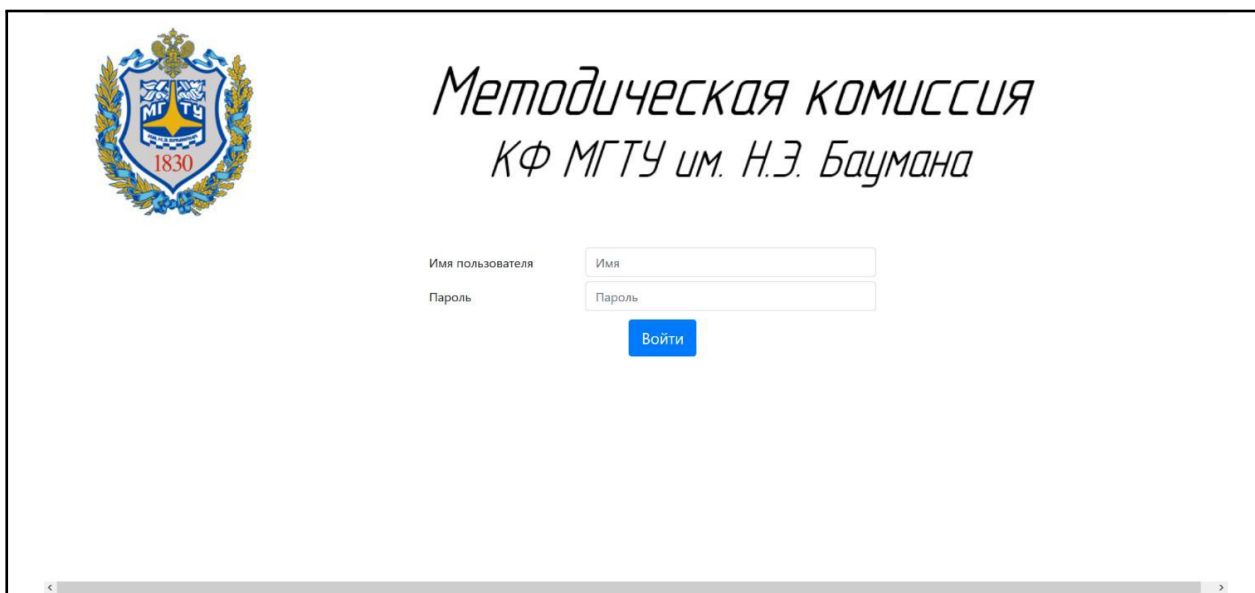 Методическая комиссия
КФ МГТУ им. Н.Э. Баумана
МГТУ
1830
Имя пользователя
Имя
Пароль
Пароль
Войти